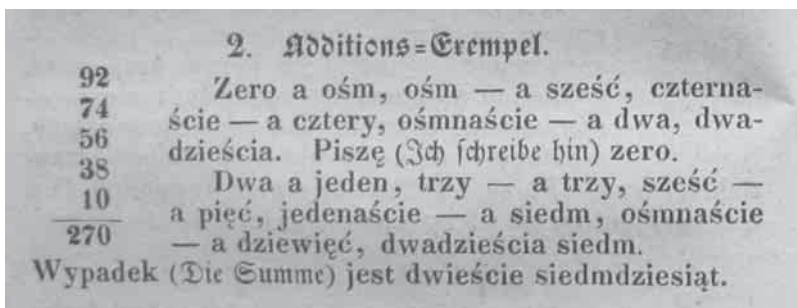 2. Additions=Exempel.
92
74
56
38
10
270
Zero a ośm, ośm — a sześć, czterna-
ście — a cztery, ośmnaście — a dwa, dwa-
dzieścia. Piszę (Ich schreibe hin) zero.
Dwa a jeden, trzy — a trzy, sześć —
a pięć, jedenaście — a siedm, ośmnaście
— a dziewięć, dwadzieścia siedm.
Wypadek (Die Summe) jest dwieście siedmdziesiąt.